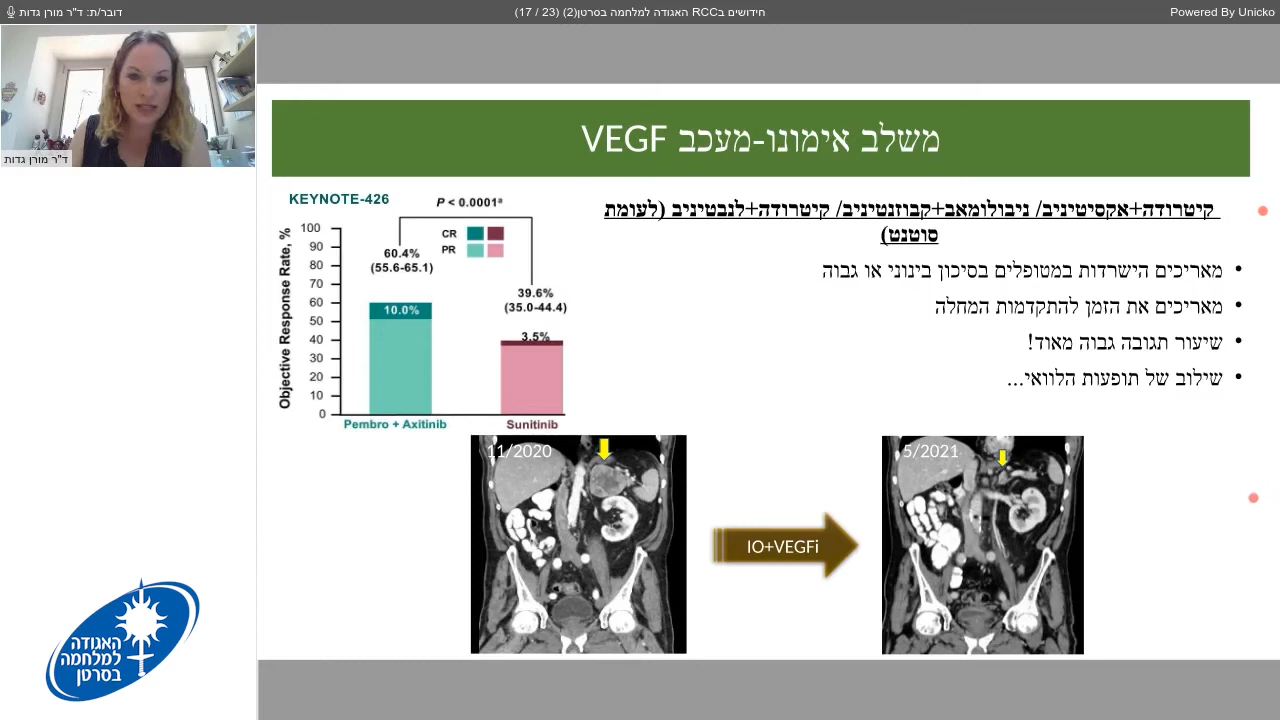 דובר/ת: ד"ר מורן גדות
חידושים בRCC האגודה למלחמה בסרטן(2) (23 / 17)
Powered By Unicko
ד"ר מורן גדות
משלב אימונו-מעכב VEGF
קיטרודה+אקסיטיניב/ ניבולומאב+קבוזנטיניב/ קיטרודה+לנבטיניב (לעומת
סוטנט)
• מאריכים הישרדות במטופלים בסיכון בינוני או גבוה
• מאריכים את הזמן להתקדמות המחלה
• שיעור תגובה גבוה מאוד!
• שילוב של תופעות הלוואי...
KEYNOTE-426
P < 0.0001ᵃ
CR
PR
60.4%
(55.6-65.1)
39.6%
(35.0-44.4)
10.0%
3.5%
Objective Response Rate, %
100
90
80
70
60
50
40
30
20
10
0
Pembro + Axitinib
Sunitinib
11/2020
IO+VEGFi
5/2021
האגודה
למלחמה
בסרטן